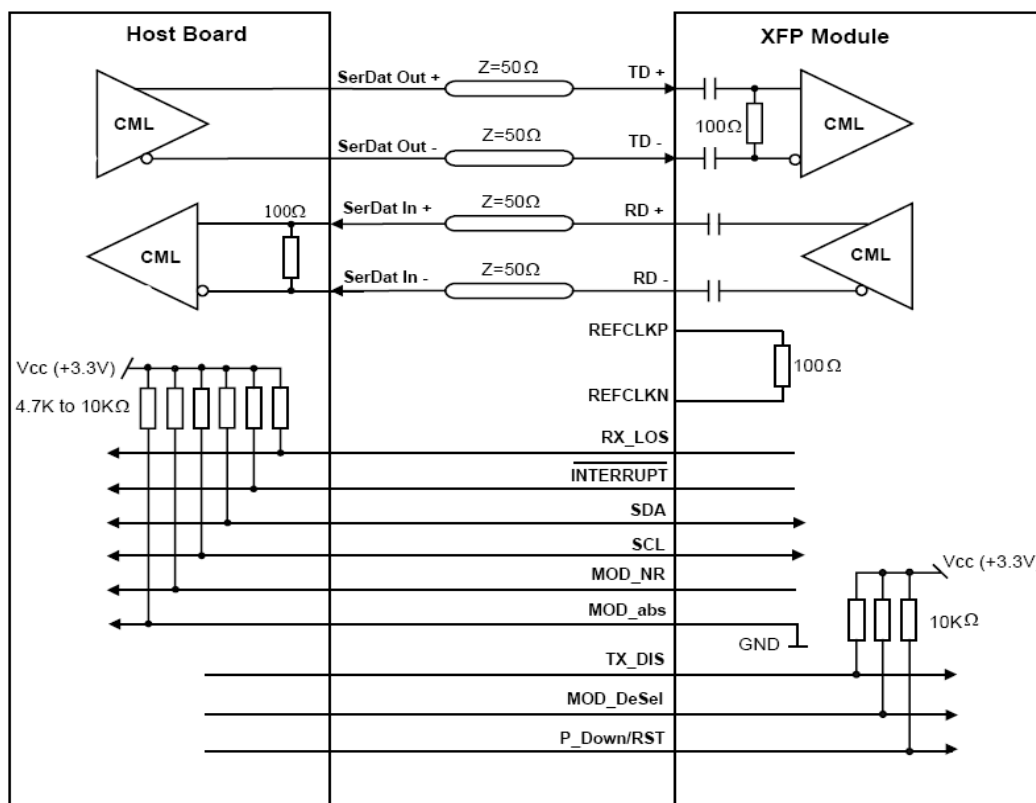 Host Board
XFP Module
SerDat Out +
Z=50Ω
TD +
CML
100Ω
CML
SerDat Out -
Z=50Ω
TD -
100Ω
SerDat In +
Z=50Ω
RD +
CML
CML
SerDat In -
Z=50Ω
RD -
REFCLKP
Vcc (+3.3V)
100Ω
4.7K to 10KΩ
REFCLKN
RX_LOS
INTERRUPT
SDA
SCL
Vcc (+3.3V
MOD_NR
MOD_abs
10KΩ
GND
TX_DIS
MOD_DeSel
P_Down/RST